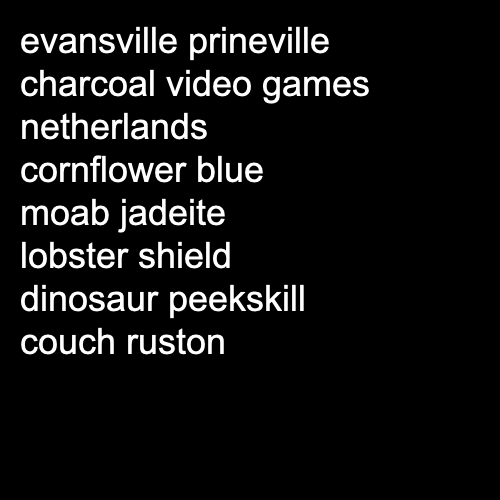 evansville prineville
charcoal video games
netherlands
cornflower blue
moab jadeite
lobster shield
dinosaur peekskill
couch ruston